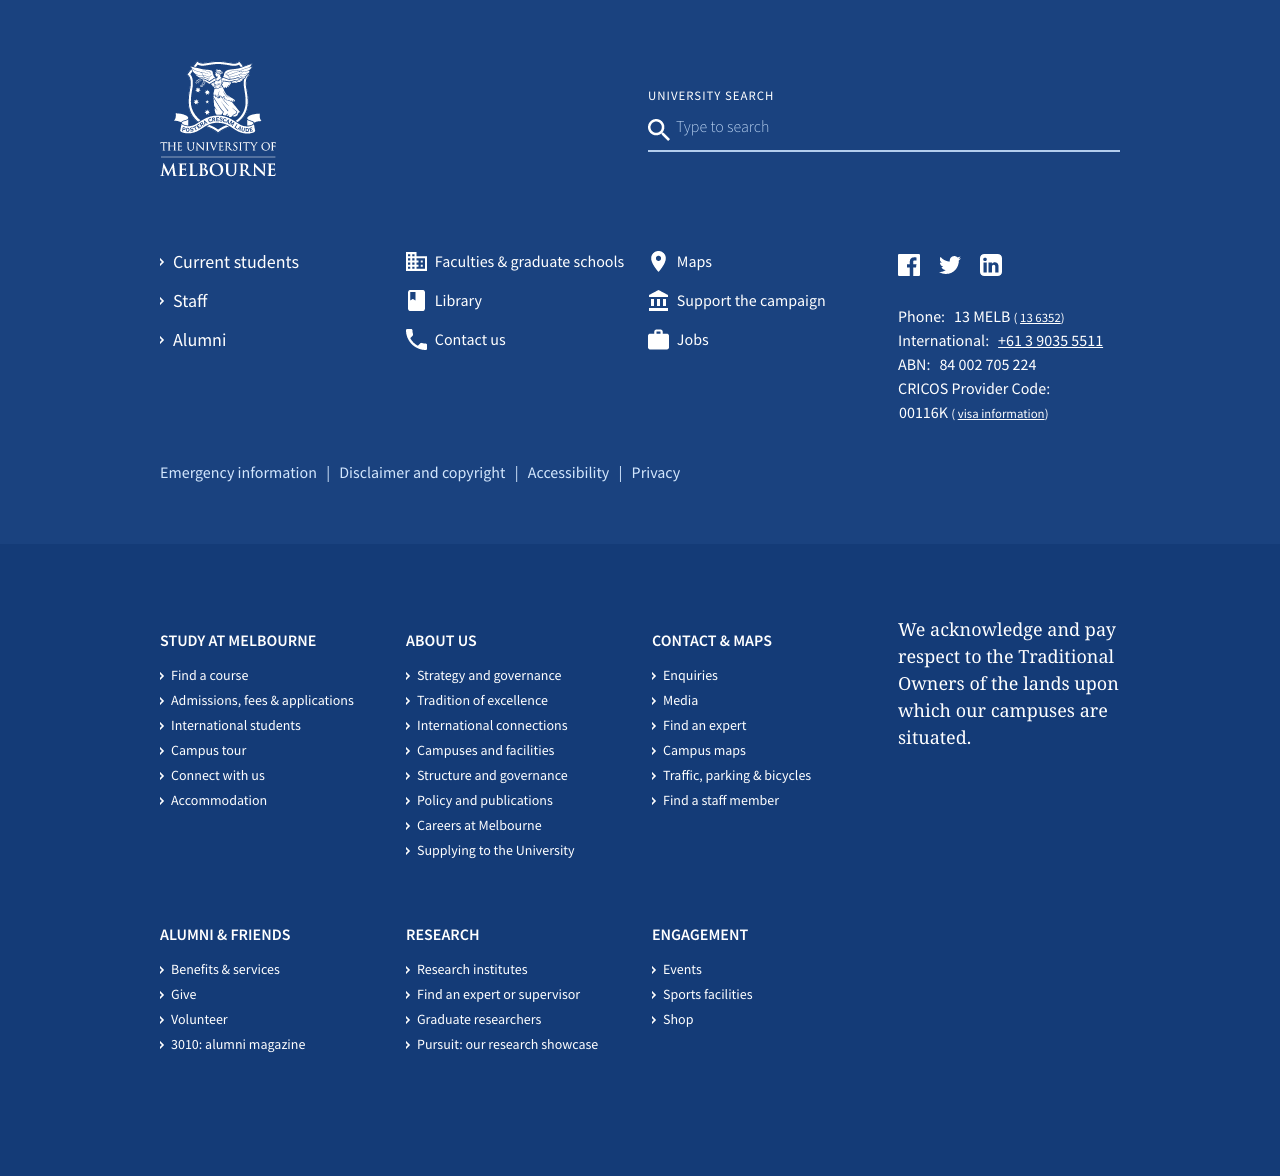 POSTERA CRESCAM LAUDE
THE UNIVERSITY OF
MELBOURNE
UNIVERSITY SEARCH
Type to search
Current students
Staff
Alumni
Faculties & graduate schools
Library
Contact us
Maps
Support the campaign
Jobs
Phone: 13 MELB ( 13 6352)
International: +61 3 9035 5511
ABN: 84 002 705 224
CRICOS Provider Code:
00116K ( visa information)
Emergency information | Disclaimer and copyright | Accessibility | Privacy
STUDY AT MELBOURNE
Find a course
Admissions, fees & applications
International students
Campus tour
Connect with us
Accommodation
ABOUT US
Strategy and governance
Tradition of excellence
International connections
Campuses and facilities
Structure and governance
Policy and publications
Careers at Melbourne
Supplying to the University
CONTACT & MAPS
Enquiries
Media
Find an expert
Campus maps
Traffic, parking & bicycles
Find a staff member
We acknowledge and pay
respect to the Traditional
Owners of the lands upon
which our campuses are
situated.
ALUMNI & FRIENDS
Benefits & services
Give
Volunteer
3010: alumni magazine
RESEARCH
Research institutes
Find an expert or supervisor
Graduate researchers
Pursuit: our research showcase
ENGAGEMENT
Events
Sports facilities
Shop